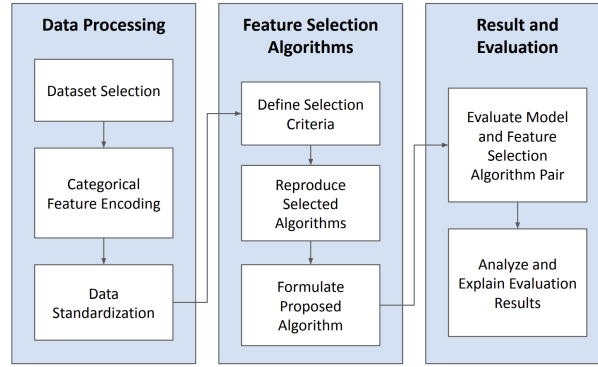 Data Processing
Dataset Selection
Categorical
Feature Encoding
Data
Standardization
Feature Selection
Algorithms
Define Selection
Criteria
Reproduce
Selected
Algorithms
Formulate
Proposed
Algorithm
Result and
Evaluation
Evaluate Model
and Feature
Selection
Algorithm Pair
Analyze and
Explain Evaluation
Results